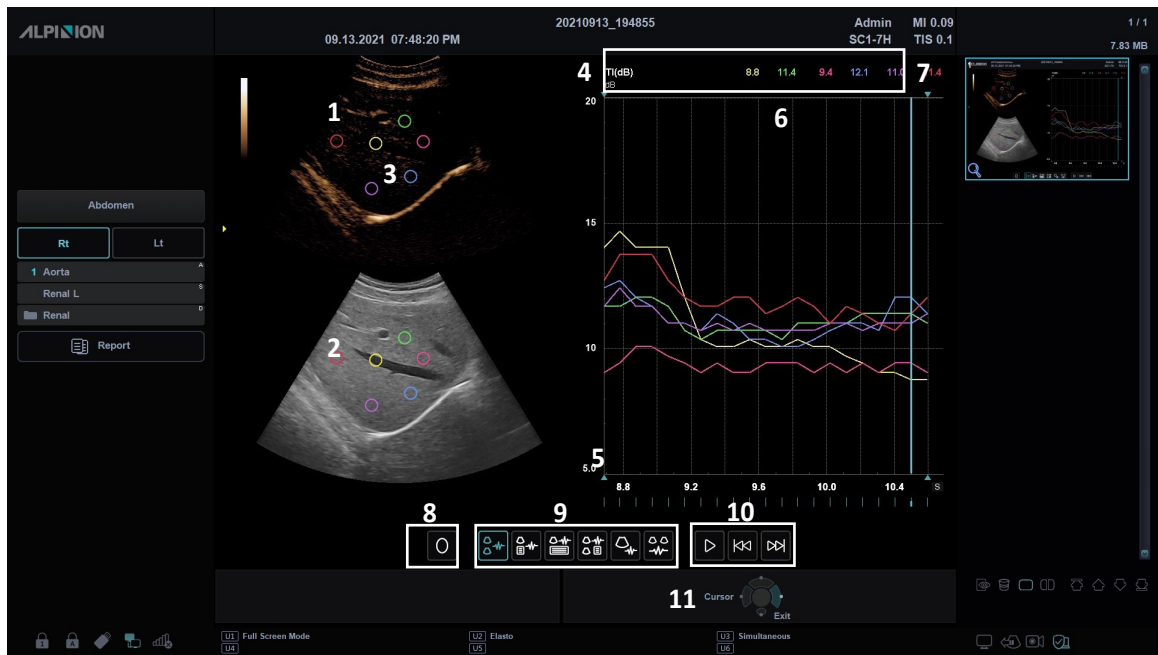 ALPINION
20210913_194855
Admin MI 0.09
1 / 1
09.13.2021 07:48:20 PM
SC1-7H TIS 0.1
7.83 MB
4
TI(dB) 8.8 11.4 9.4 12.1 11.0 1.4
dB
7
20
1
6
3
Abdomen
15
Rt Lt
1 Aorta A
Renal L S
Renal D
Report
2
10
5
5.0
8.8 9.2 9.6 10.0 10.4 S
8
9
10
11
Cursor
Exit
U1 Full Screen Mode
U2 Elasto
U3 Simultaneous
U4
U5
U6